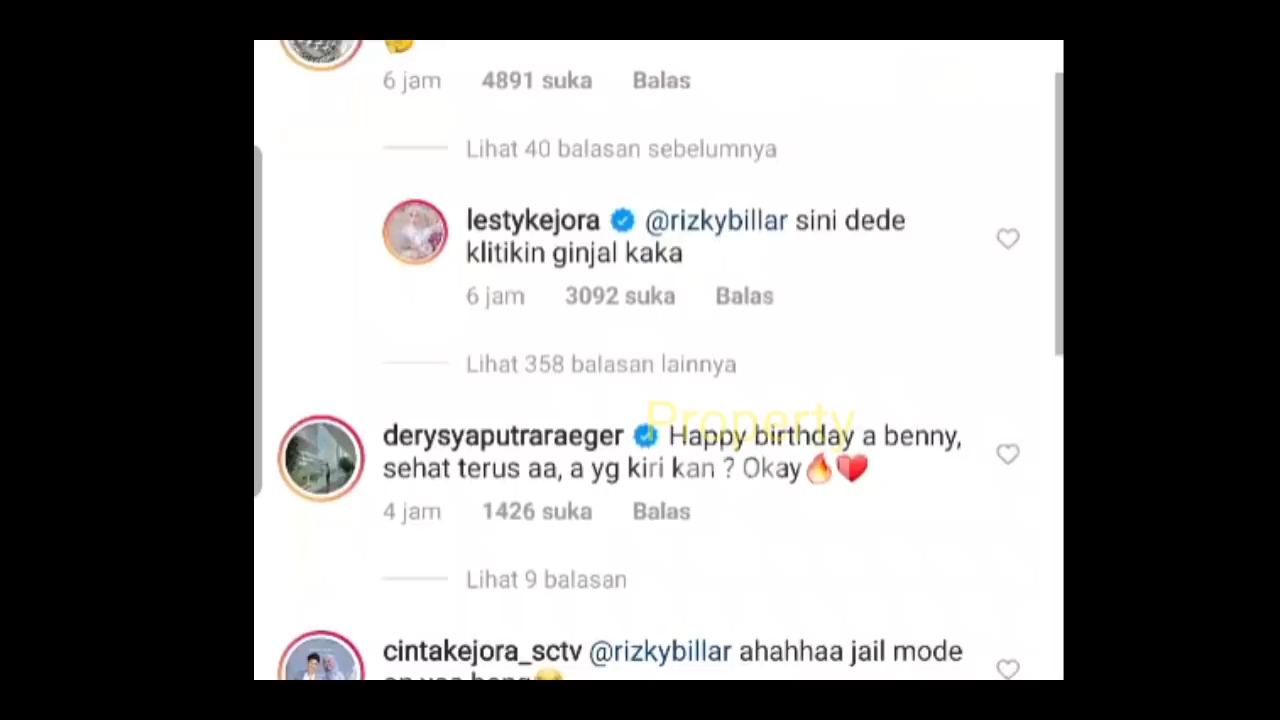 6 jam 4891 suka Balas
Lihat 40 balasan sebelumnya
lestykejora @rizkybillar sini dede
klitikin ginjal kaka
6 jam 3092 suka Balas
Lihat 358 balasan lainnya
Property
derysyaputraraeger Happy birthday a benny,
sehat terus aa, a yg kiri kan ? Okay🔥❤️
4 jam 1426 suka Balas
Lihat 9 balasan
cintakejora_sctv @rizkybillar ahahhaa jail mode